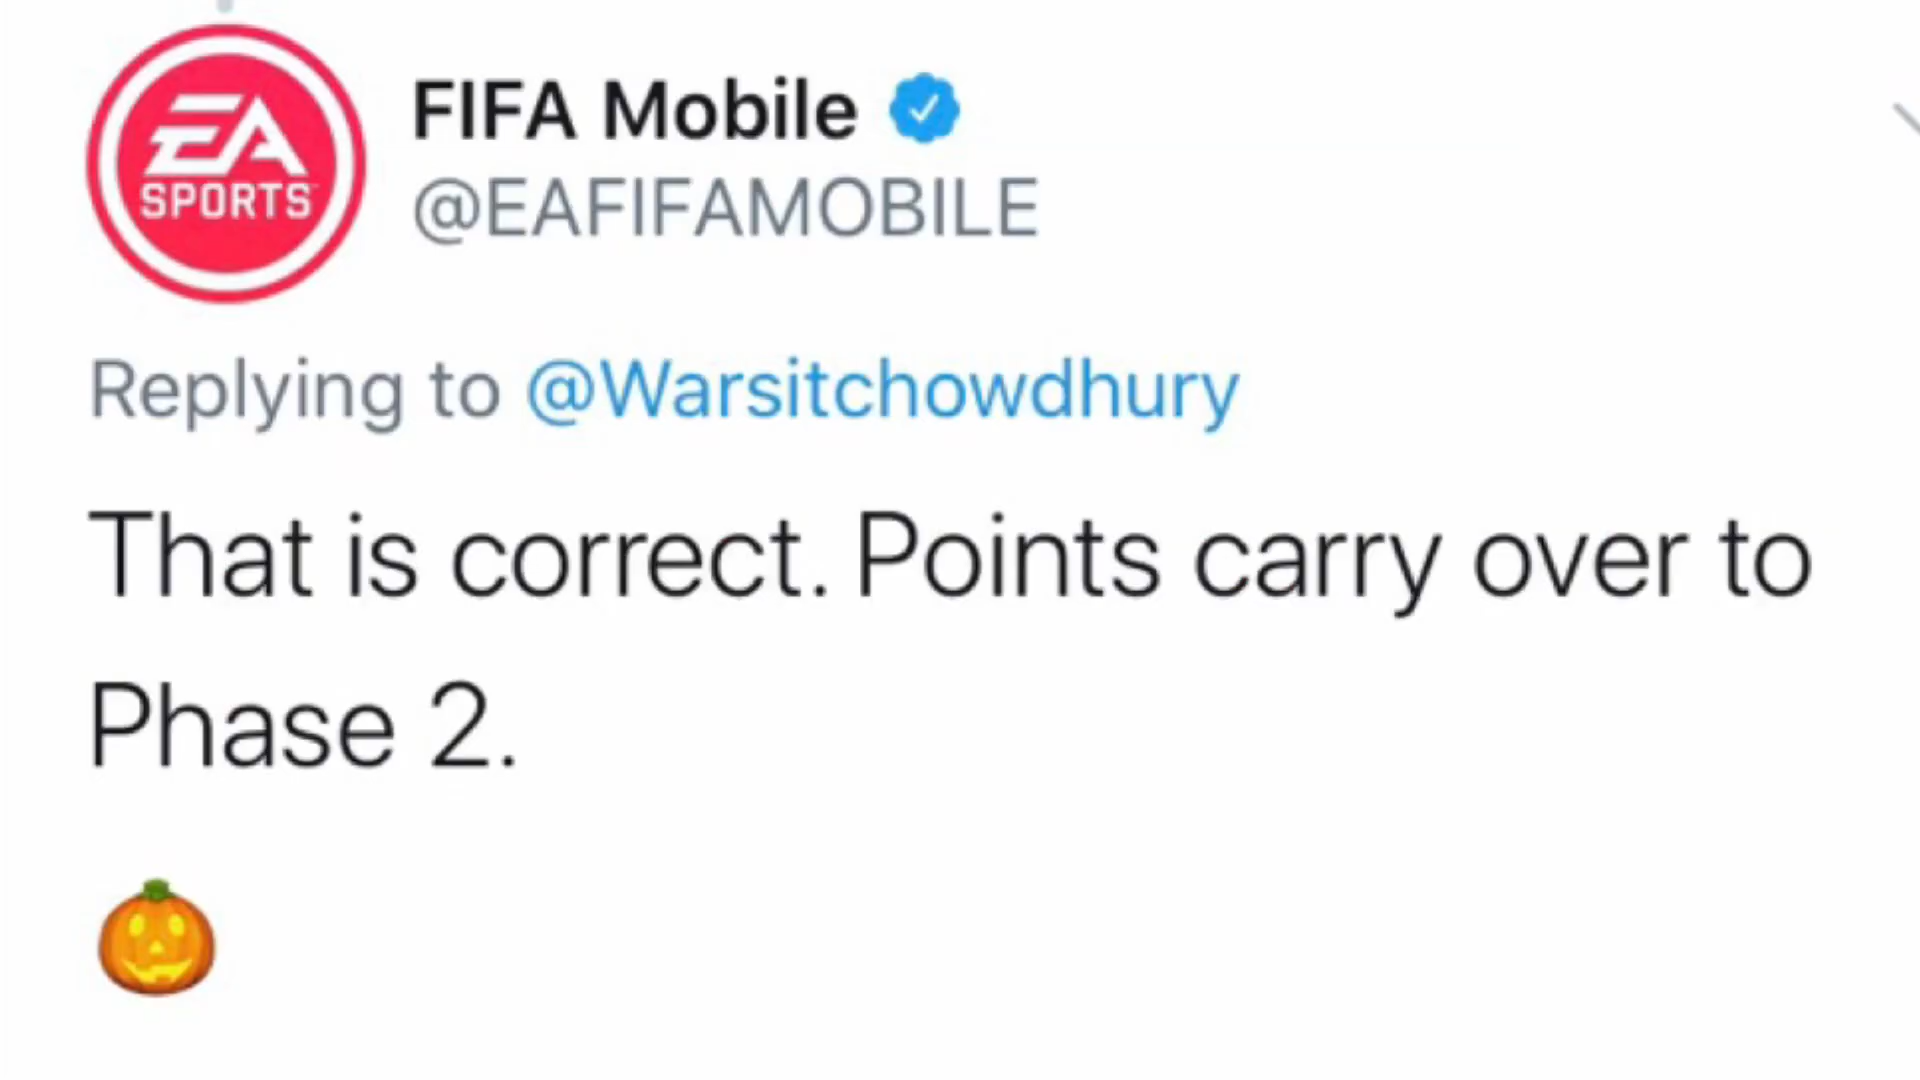 EA
SPORTS
FIFA Mobile
@EAFIFAMOBILE
Replying to @Warsitchowdhury
That is correct. Points carry over to
Phase 2.